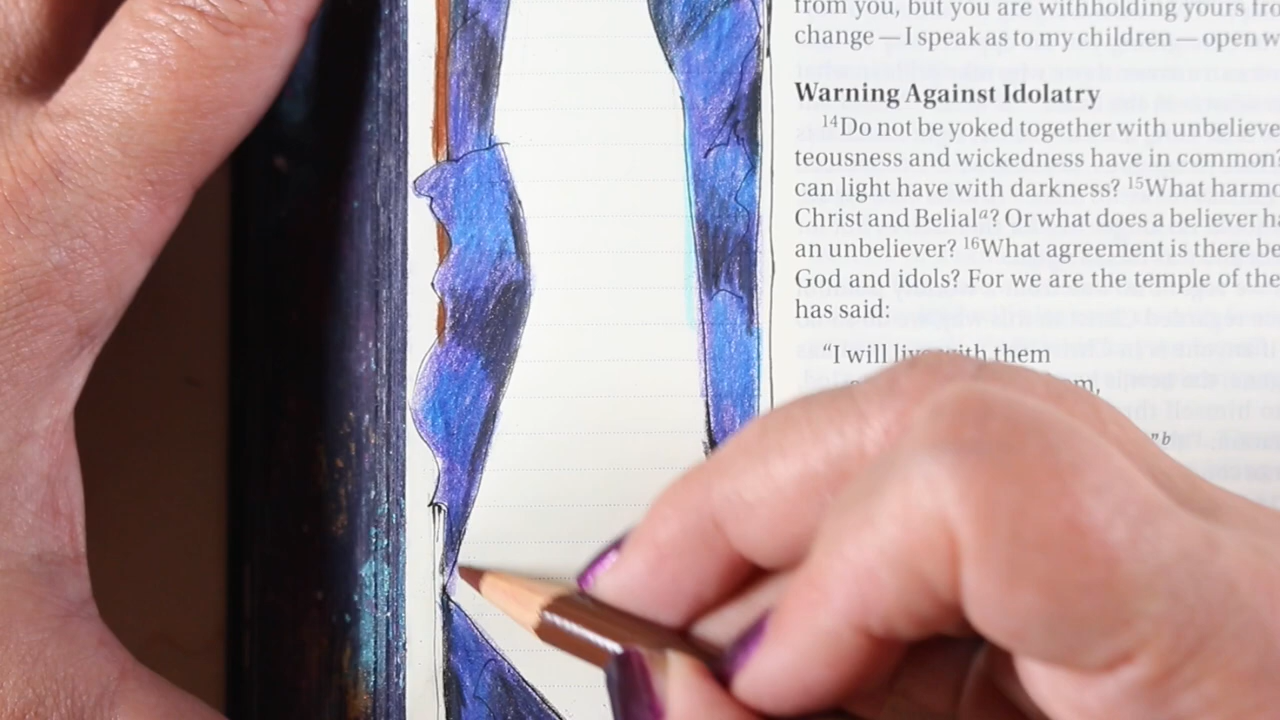 from you, but you are withholding yours fro
change — I speak as to my children — open w
Warning Against Idolatry
¹⁴Do not be yoked together with unbelieve
teousness and wickedness have in common?
can light have with darkness? ¹⁵What harmo
Christ and Belialᵃ? Or what does a believer ha
an unbeliever? ¹⁶What agreement is there be
God and idols? For we are the temple of the
has said:
“I will live with them
em,
” b